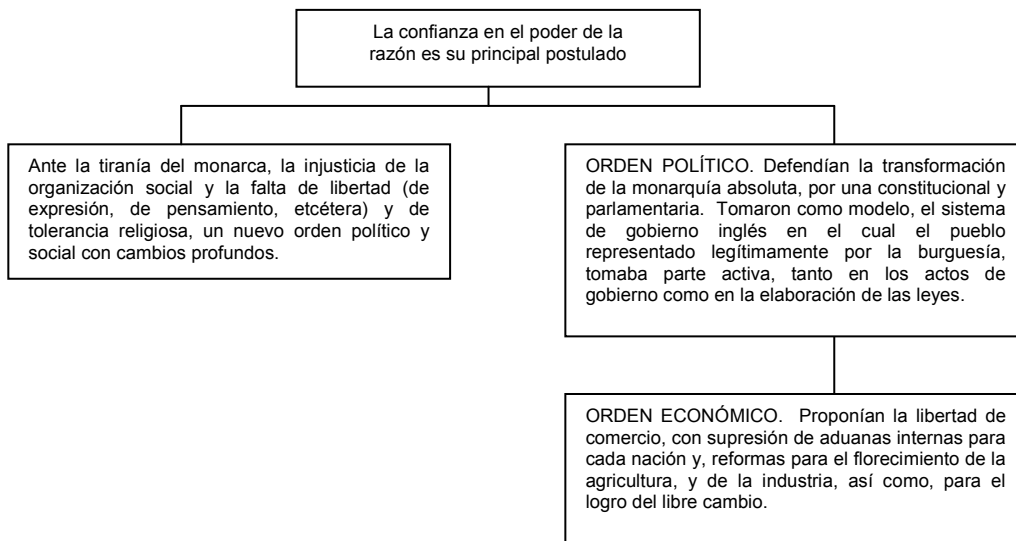 La confianza en el poder de la
razón es su principal postulado
Ante la tiranía del monarca, la injusticia de la
organización social y la falta de libertad (de
expresión, de pensamiento, etcétera) y de
tolerancia religiosa, un nuevo orden político y
social con cambios profundos.
ORDEN POLÍTICO. Defendían la transformación
de la monarquía absoluta, por una constitucional y
parlamentaria. Tomaron como modelo, el sistema
de gobierno inglés en el cual el pueblo
representado legítimamente por la burguesía,
tomaba parte activa, tanto en los actos de
gobierno como en la elaboración de las leyes.
ORDEN ECONÓMICO. Proponían la libertad de
comercio, con supresión de aduanas internas para
cada nación y, reformas para el florecimiento de la
agricultura, y de la industria, así como, para el
logro del libre cambio.